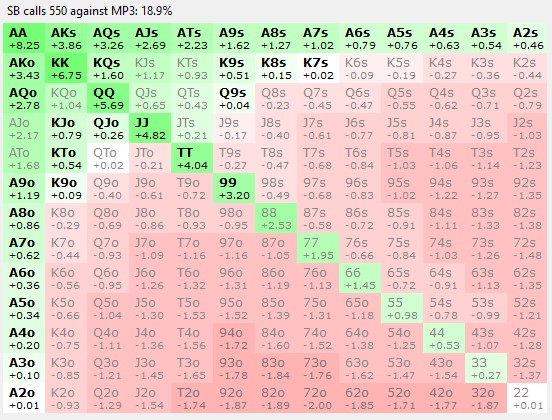 SB calls 550 against MP3: 18.9%
AA AKs AQs AJs ATs A9s A8s A7s A6s A5s A4s A3s A2s
+8.25 +3.86 +3.26 +2.69 +2.23 +1.62 +1.27 +1.02 +0.79 +0.76 +0.63 +0.54 +0.46
AKo KK KQs KJs KTs K9s K8s K7s K6s K5s K4s K3s K2s
+3.43 +6.75 +1.60 +1.17 +0.93 +0.51 +0.15 +0.02 -0.09 -0.19 -0.27 -0.36 -0.44
AQo KQo QQ QJs QTs Q9s Q8s Q7s Q6s Q5s Q4s Q3s Q2s
+2.78 +1.04 +5.69 +0.65 +0.43 +0.04 -0.23 -0.45 -0.47 -0.55 -0.62 -0.71 -0.79
AJo KJo QJo JJ JTs J9s J8s J7s J6s J5s J4s J3s J2s
+2.17 +0.79 +0.26 +4.82 +0.21 -0.17 -0.40 -0.61 -0.77 -0.81 -0.85 -0.95 -1.03
ATo KTo QTo JTo TT T9s T8s T7s T6s T5s T4s T3s T2s
+1.68 +0.54 +0.02 -0.21 +4.04 -0.27 -0.47 -0.68 -0.84 -1.03 -1.06 -1.14 -1.23
A9o K9o Q9o J9o T9o 99 98s 97s 96s 95s 94s 93s 92s
+1.19 +0.09 -0.40 -0.61 -0.72 +3.20 -0.49 -0.68 -0.83 -1.02 -1.22 -1.27 -1.35
A8o K8o Q8o J8o T8o 98o 88 87s 86s 85s 84s 83s 82s
+0.86 -0.29 -0.69 -0.86 -0.93 -0.95 +2.53 -0.58 -0.72 -0.91 -1.11 -1.33 -1.38
A7o K7o Q7o J7o T7o 97o 87o 77 76s 75s 74s 73s 72s
+0.62 -0.44 -0.93 -1.09 -1.16 -1.16 -1.05 +1.95 -0.66 -0.84 -1.03 -1.26 -1.48
A6o K6o Q6o J6o T6o 96o 86o 76o 66 65s 64s 63s 62s
+0.36 -0.56 -0.95 -1.26 -1.32 -1.31 -1.19 -1.13 +1.45 -0.72 -0.91 -1.13 -1.35
A5o K5o Q5o J5o T5o 95o 85o 75o 65o 55 54s 53s 52s
+0.34 -0.66 -1.04 -1.30 -1.53 -1.52 -1.39 -1.31 -1.18 +0.98 -0.78 -0.99 -1.21
A4o K4o Q4o J4o T4o 94o 84o 74o 64o 54o 44 43s 42s
+0.20 -0.75 -1.11 -1.36 -1.56 -1.72 -1.60 -1.52 -1.38 -1.25 +0.53 -1.07 -1.28
A3o K3o Q3o J3o T3o 93o 83o 73o 63o 53o 43o 33 32s
+0.10 -0.85 -1.21 -1.45 -1.65 -1.78 -1.84 -1.76 -1.62 -1.47 -1.54 +0.27 -1.37
A2o K2o Q2o J2o T2o 92o 82o 72o 62o 52o 42o 32o 22
+0.01 -0.93 -1.29 -1.54 -1.74 -1.87 -1.89 -2.00 -1.85 -1.71 -1.77 -1.87 +0.01